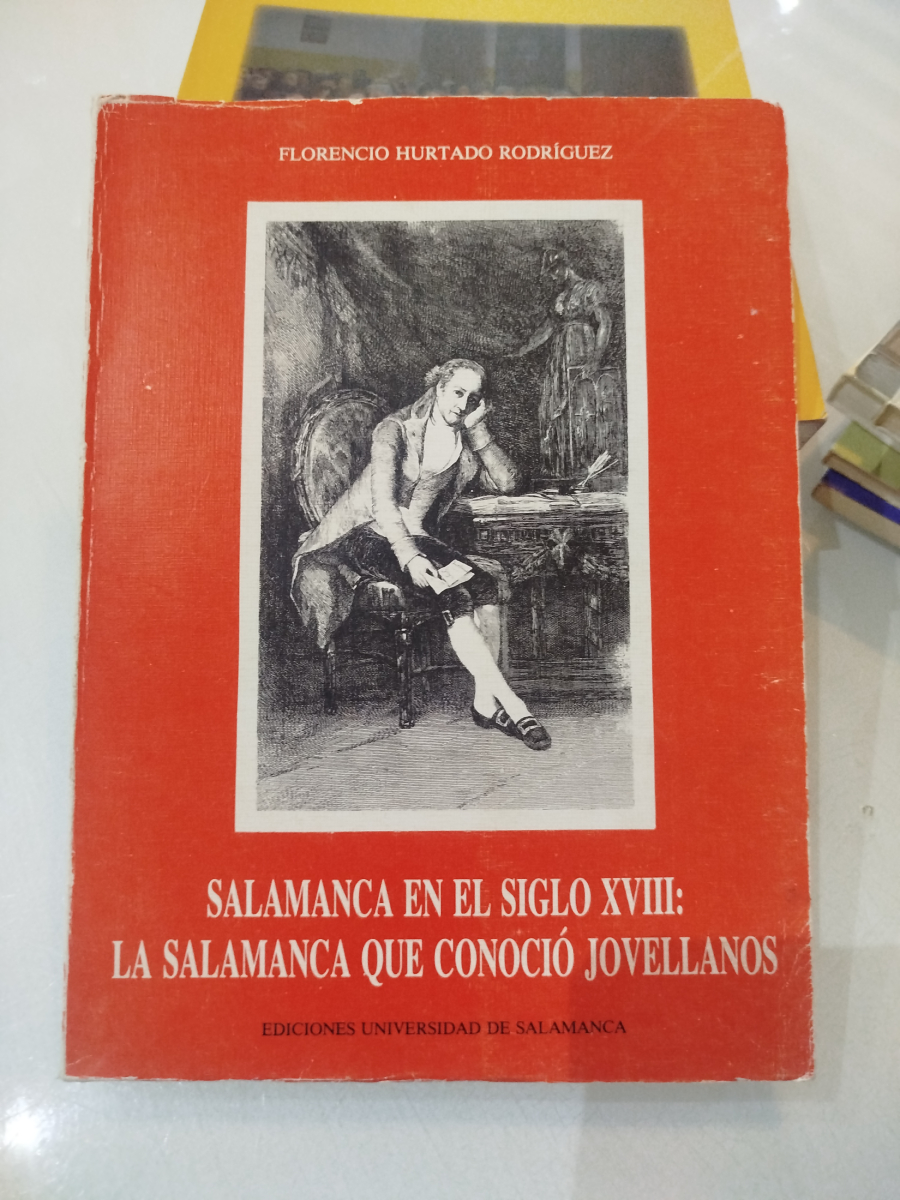 FLORENCIO HURTADO RODRÍGUEZ
SALAMANCA EN EL SIGLO XVIII:
LA SALAMANCA QUE CONOCIÓ JOVELLANOS
EDICIONES UNIVERSIDAD DE SALAMANCA